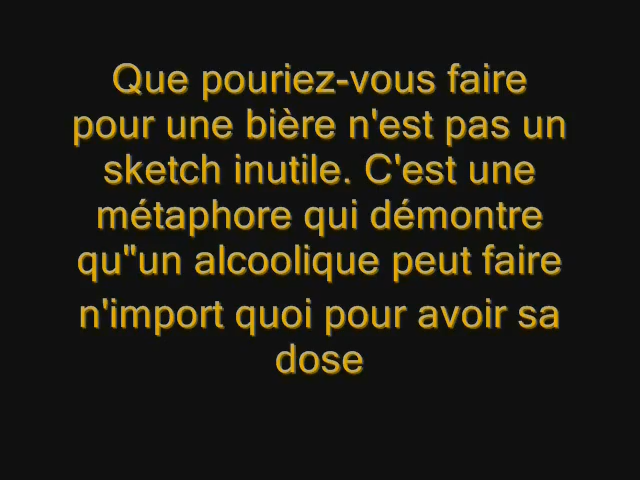 Que pouriez-vous faire
pour une bière n'est pas un
sketch inutile. C'est une
métaphore qui démontre
qu"un alcoolique peut faire
n'import quoi pour avoir sa
dose